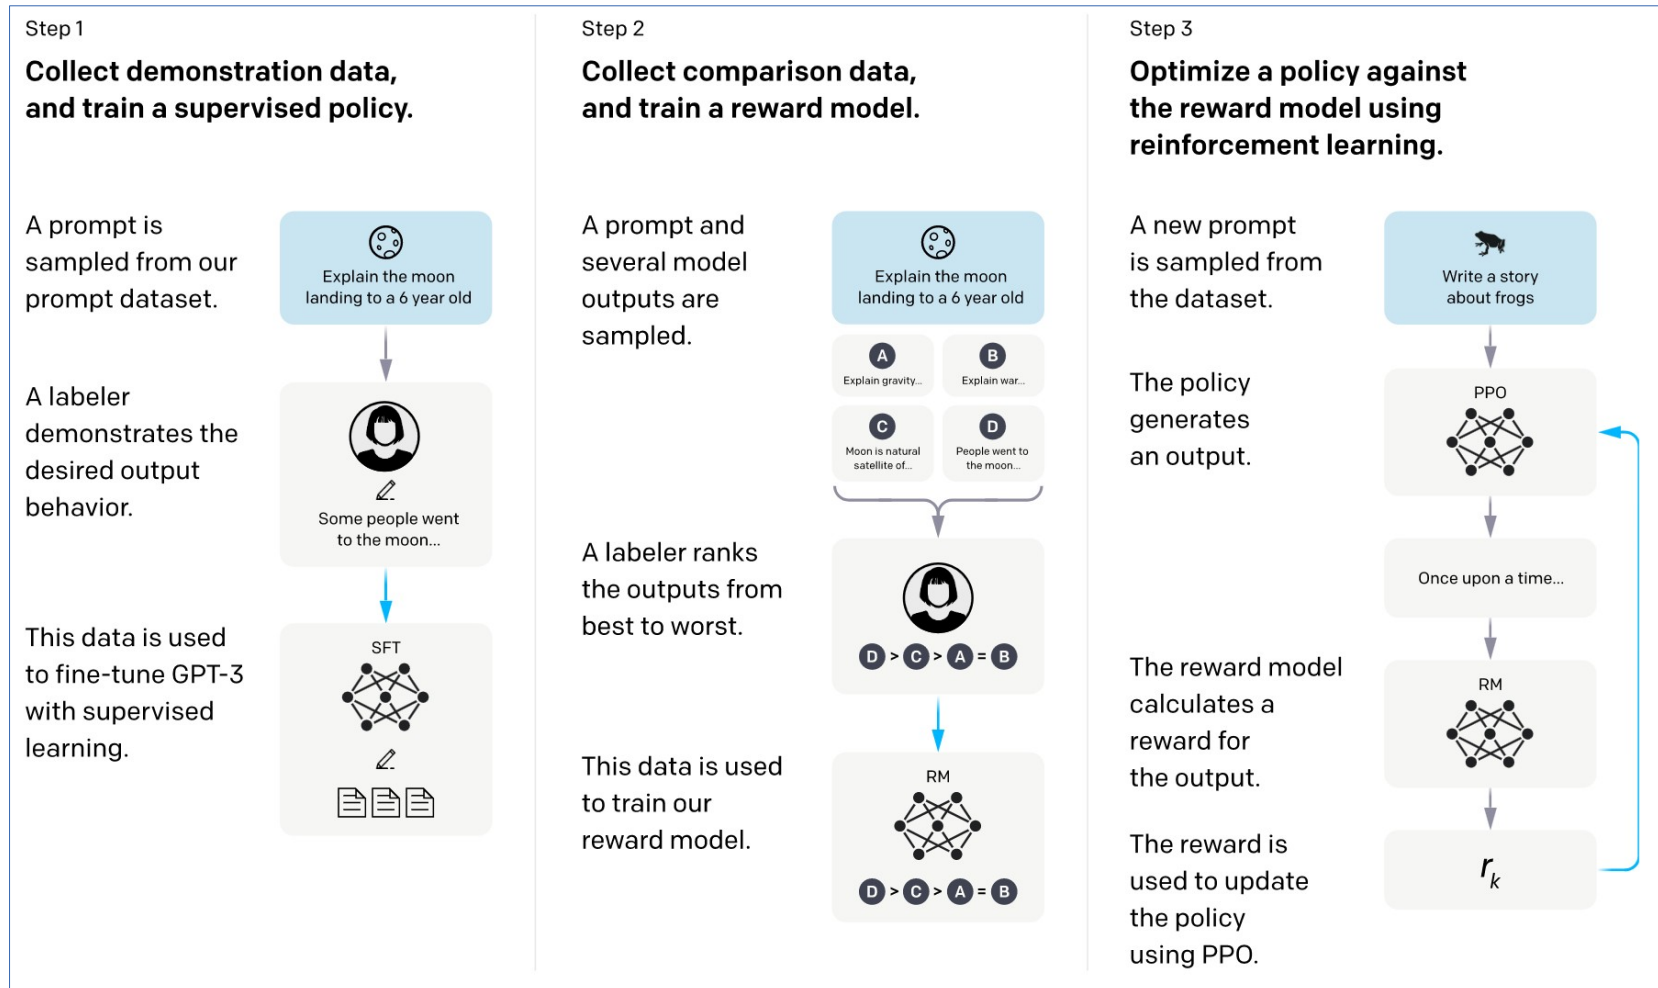 Step 1
Collect demonstration data,
and train a supervised policy.
A prompt is
sampled from our
prompt dataset.
Explain the moon
landing to a 6 year old
A labeler
demonstrates the
desired output
behavior.
Some people went
to the moon...
This data is used
to fine-tune GPT-3
with supervised
learning.
SFT
Step 2
Collect comparison data,
and train a reward model.
A prompt and
several model
outputs are
sampled.
Explain the moon
landing to a 6 year old
A
Explain gravity...
B
Explain war...
C
Moon is natural
satellite of...
D
People went to
the moon...
A labeler ranks
the outputs from
best to worst.
D > C > A = B
This data is used
to train our
reward model.
RM
D > C > A = B
Step 3
Optimize a policy against
the reward model using
reinforcement learning.
A new prompt
is sampled from
the dataset.
Write a story
about frogs
The policy
generates
an output.
PPO
Once upon a time...
The reward model
calculates a
reward for
the output.
RM
The reward is
used to update
the policy
using PPO.
r_k